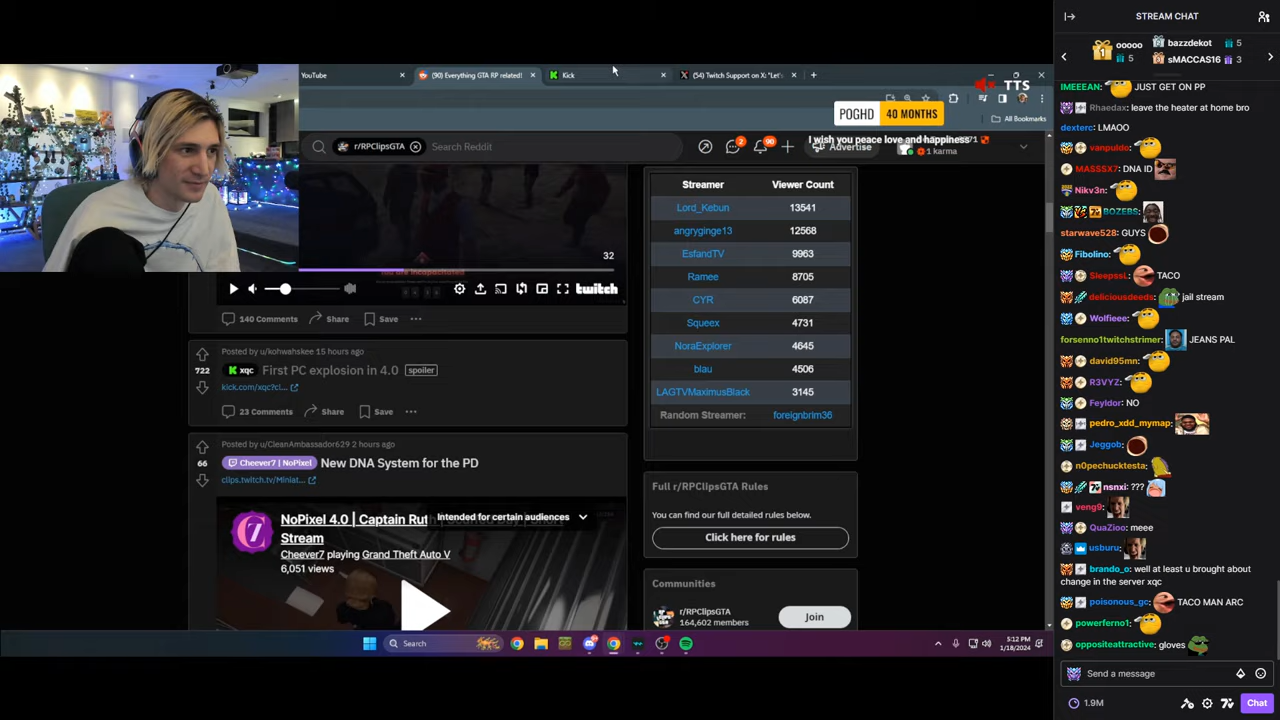 YouTube
(90) Everything GTA RP related!
Kick
(54) Twitch Support on X: "Let's
TTS
POGHD 40 MONTHS
All Bookmarks
I wish you peace love and happiness
r/RPClipsGTA
Search Reddit
2
90
Advertise
1 karma
Streamer Viewer Count
Lord_Kebun 13541
angryginge13 12568
EsfandTV 9963
Ramee 8705
CYR 6087
Squeex 4731
NoraExplorer 4645
blau 4506
LAGTVMaximusBlack 3145
Random Streamer: foreignbrim36
32
twitch
140 Comments Share Save
Posted by u/kohwahskee 15 hours ago
722
xqc First PC explosion in 4.0 spoiler
kick.com/xqc?cl...
23 Comments Share Save
Posted by u/CleanAmbassador629 2 hours ago
66
Cheever7 | NoPixel New DNA System for the PD
clips.twitch.tv/Miniat...
NoPixel 4.0 | Captain Rut
Intended for certain audiences
Stream
Cheever7 playing Grand Theft Auto V
6,051 views
Full r/RPClipsGTA Rules
You can find our full detailed rules below.
Click here for rules
Communities
r/RPClipsGTA
164,602 members
Join
Search
5:12 PM
1/18/2024
STREAM CHAT
1
ooooo
5
bazzdekot 5
sMACCAS16 3
IMEEEAN: JUST GET ON PP
Rhaedax: leave the heater at home bro
dexterc: LMAOO
vanpuldo:
MASSSX7: DNA ID
Nikv3n:
BOZEBS:
starwave528: GUYS
Fibolino:
SleepssL: TACO
deliciousdeeds: jail stream
Wolfieee:
forsenno1twitchstrimer: JEANS PAL
david95mn:
R3VYZ:
Feyldor: NO
pedro_xdd_mymap:
Jeggob:
n0pechucktesta:
nsnxi: ???
veng9:
QuaZioo: meee
usburu:
brando_o: well at least u brought about
change in the server xqc
poisonous_gc: TACO MAN ARC
powerferno1:
oppositeattractive: gloves
Send a message
1.9M
Chat